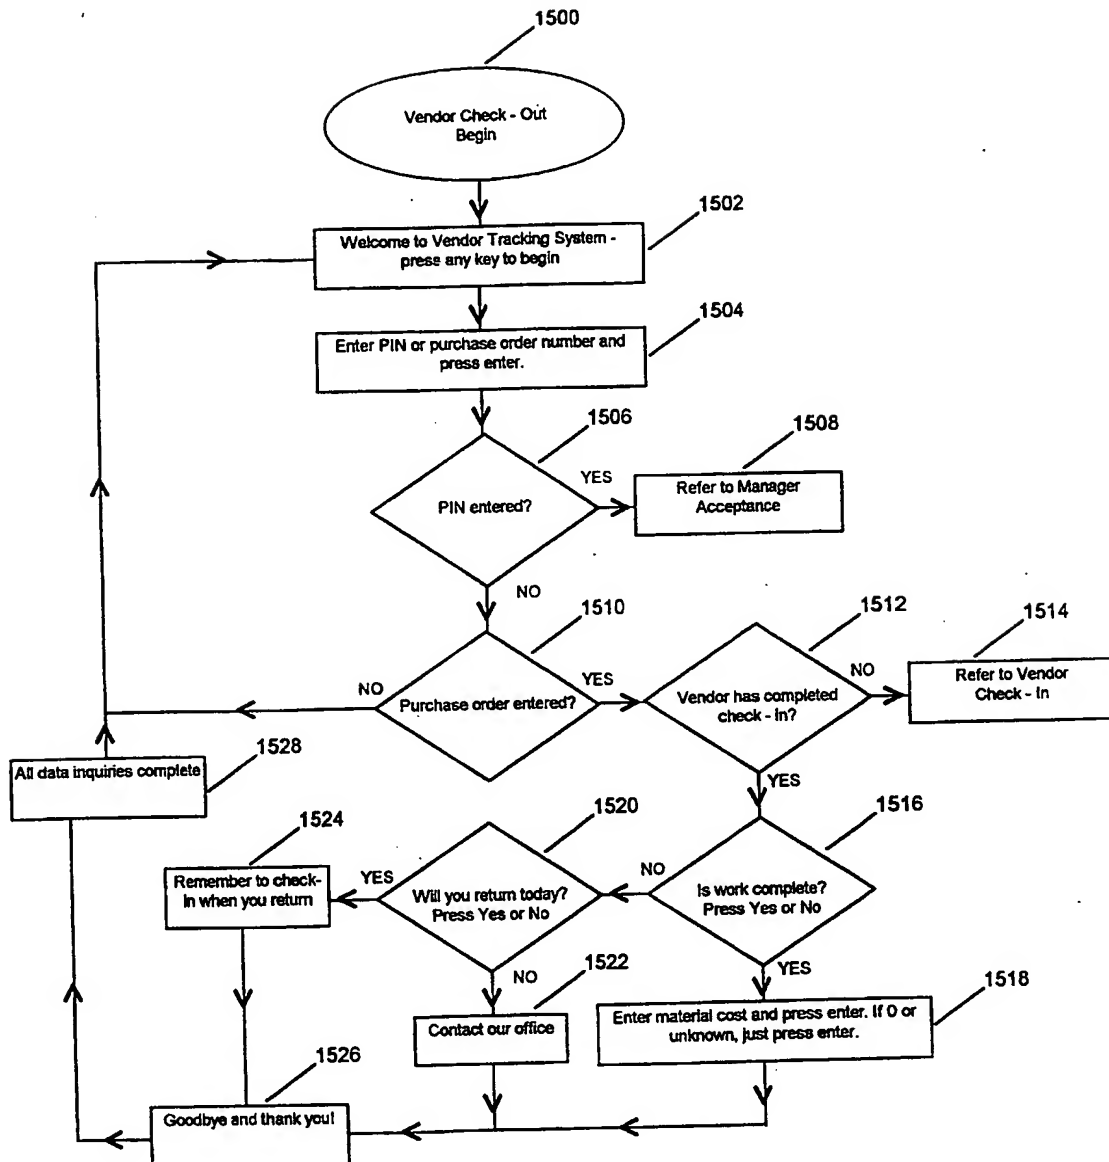 1500
Vendor Check - Out
Begin
1502
Welcome to Vendor Tracking System -
press any key to begin
1504
Enter PIN or purchase order number and
press enter.
1506
1508
PIN entered?
YES
Refer to Manager
Acceptance
NO
1510
1512
1514
NO
Purchase order entered?
YES
Vendor has completed
check - in?
NO
Refer to Vendor
Check - In
1528
All data inquiries complete
YES
1524
1520
1516
Remember to check-
in when you return
YES
Will you return today?
Press Yes or No
NO
Is work complete?
Press Yes or No
NO
1522
YES
1518
Contact our office
Enter material cost and press enter. If 0 or
unknown, just press enter.
1526
Goodbye and thank you!